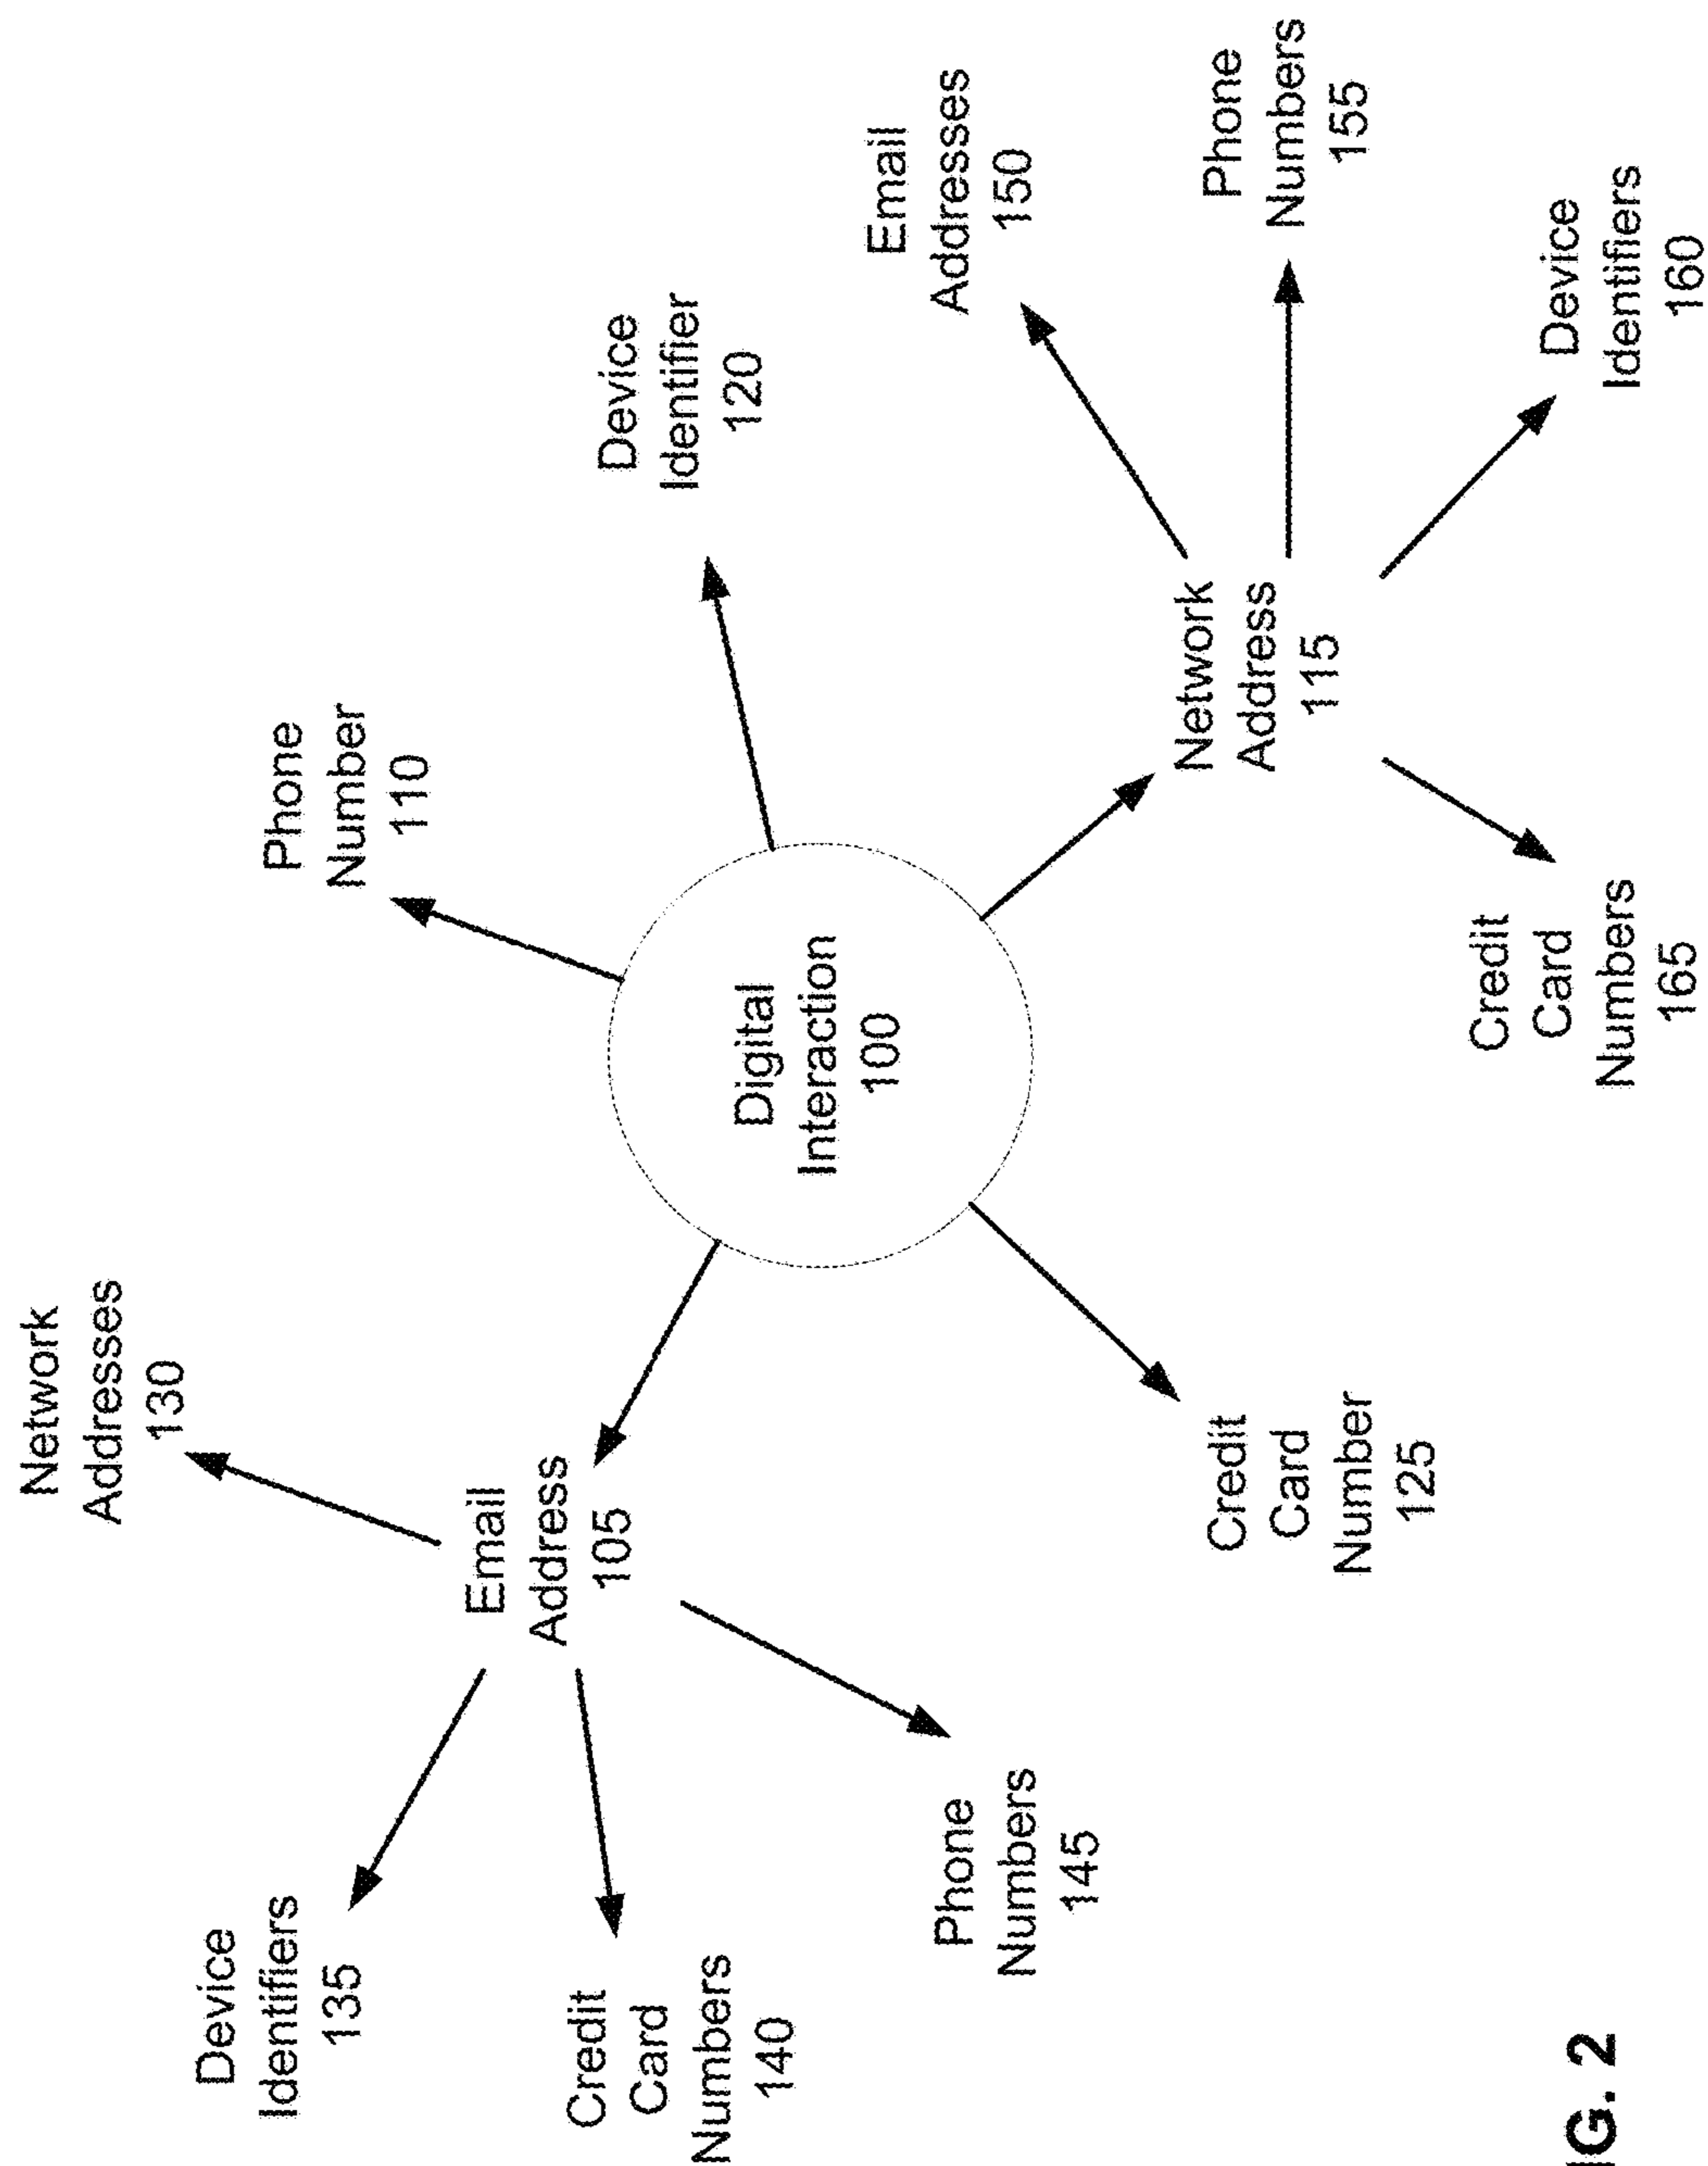 Network
Addresses
130
Device
Identifiers
135
Phone
Number
110
Email
Address
105
Credit
Card
Numbers
140
Device
Identifier
120
Digital
Interaction
100
Email
Addresses
150
Phone
Numbers
145
Network
Address
115
Phone
Numbers
155
Credit
Card
Number
125
Credit
Card
Numbers
165
Device
Identifiers
160
IG. 2